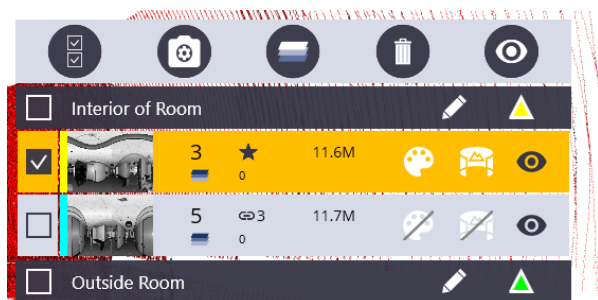 Interior of Room
3 11.6M
0
5 3 11.7M
0
Outside Room